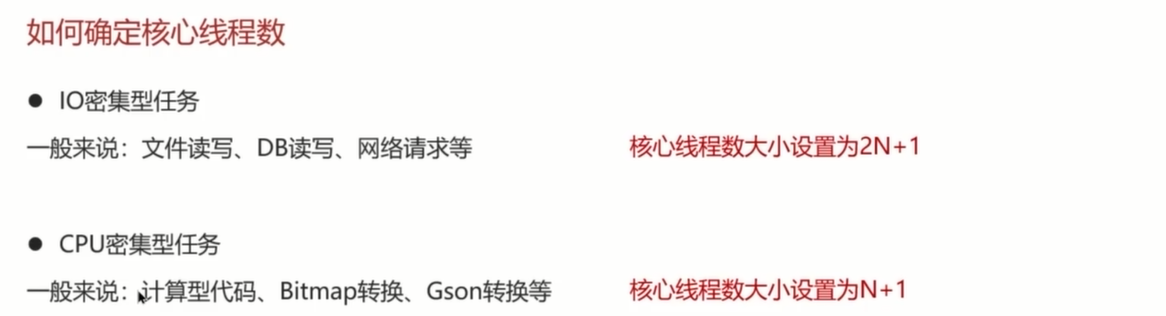 如何确定核心线程数
● IO密集型任务
一般来说：文件读写、DB读写、网络请求等 核心线程数大小设置为2N+1
● CPU密集型任务
一般来说：计算型代码、Bitmap转换、Gson转换等 核心线程数大小设置为N+1